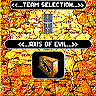 ...TEAM SELECTION...
<<..AXIS OF EVIL..>>